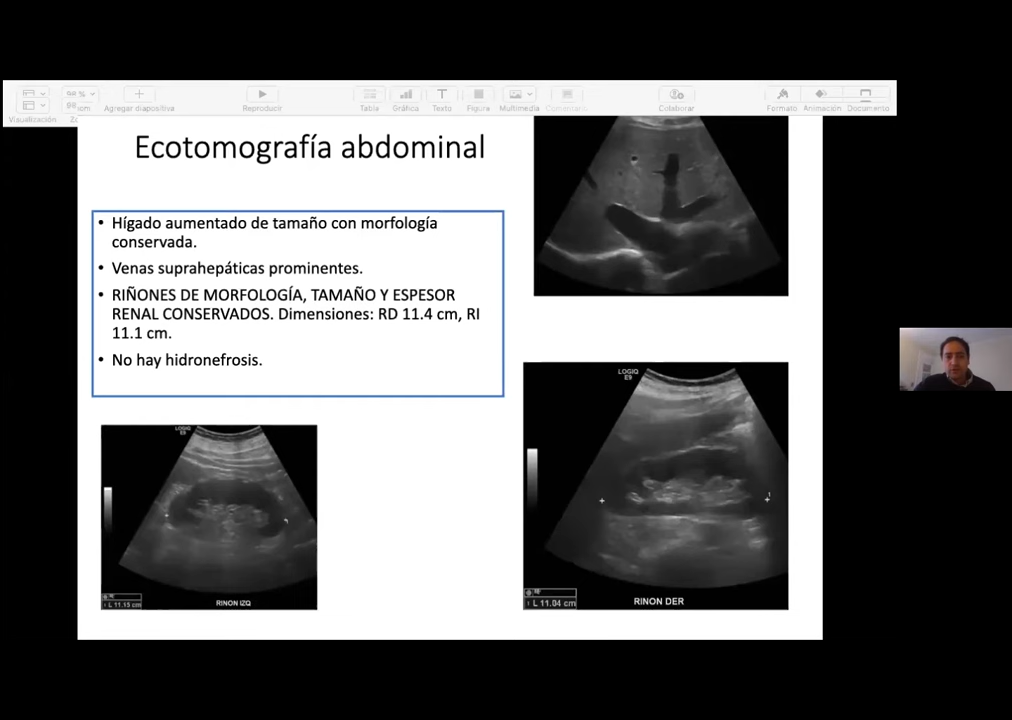 Visualización
Agregar diapositiva
Reproducir
Tabla
Gráfica
Texto
Figura
Multimedia
Comentario
Colaborar
Formato
Animación
Documento
Ecotomografía abdominal
• Hígado aumentado de tamaño con morfología
conservada.
• Venas suprahepáticas prominentes.
• RIÑONES DE MORFOLOGÍA, TAMAÑO Y ESPESOR
RENAL CONSERVADOS. Dimensiones: RD 11.4 cm, RI
11.1 cm.
• No hay hidronefrosis.
LOGIQ
E9
L 11.15 cm
RINON IZQ
LOGIQ
E9
1
L 11.04 cm
RINON DER